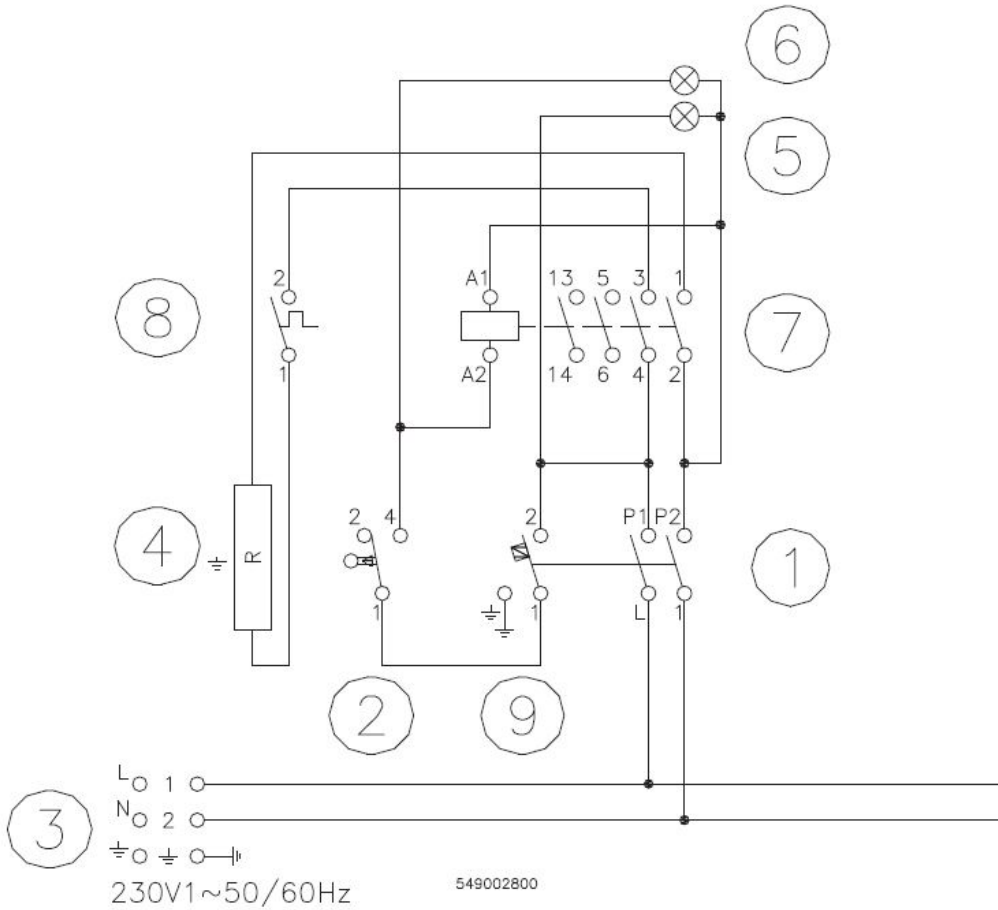 6
5
2 A1 13 5 3 1
8 7
1 A2 14 6 4 2
2 4 2 P1 P2
4 R 1
1 1 L 1
2 9
L 1
N 2
3
230V1~50/60Hz
549002800